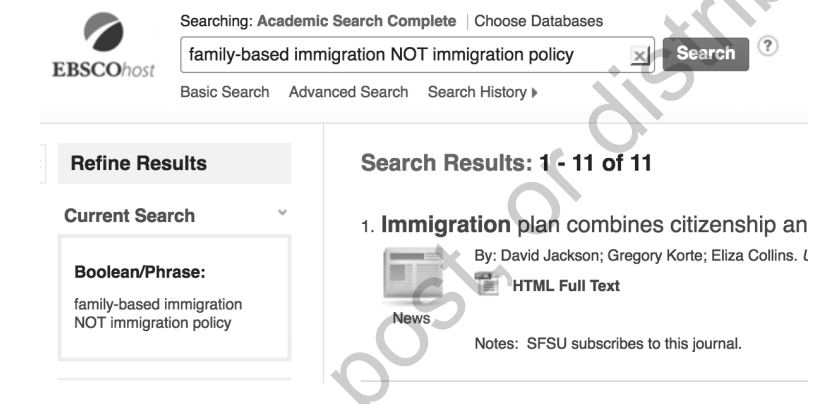 Searching: Academic Search Complete | Choose Databases
EBSCOhost
family-based immigration NOT immigration policy
x
Search
?
Basic Search Advanced Search Search History
Refine Results
Current Search
Boolean/Phrase:
family-based immigration
NOT immigration policy
Search Results: 1 - 11 of 11
1. Immigration plan combines citizenship an
By: David Jackson; Gregory Korte; Eliza Collins.
HTML Full Text
News
Notes: SFSU subscribes to this journal.
post, or distrib